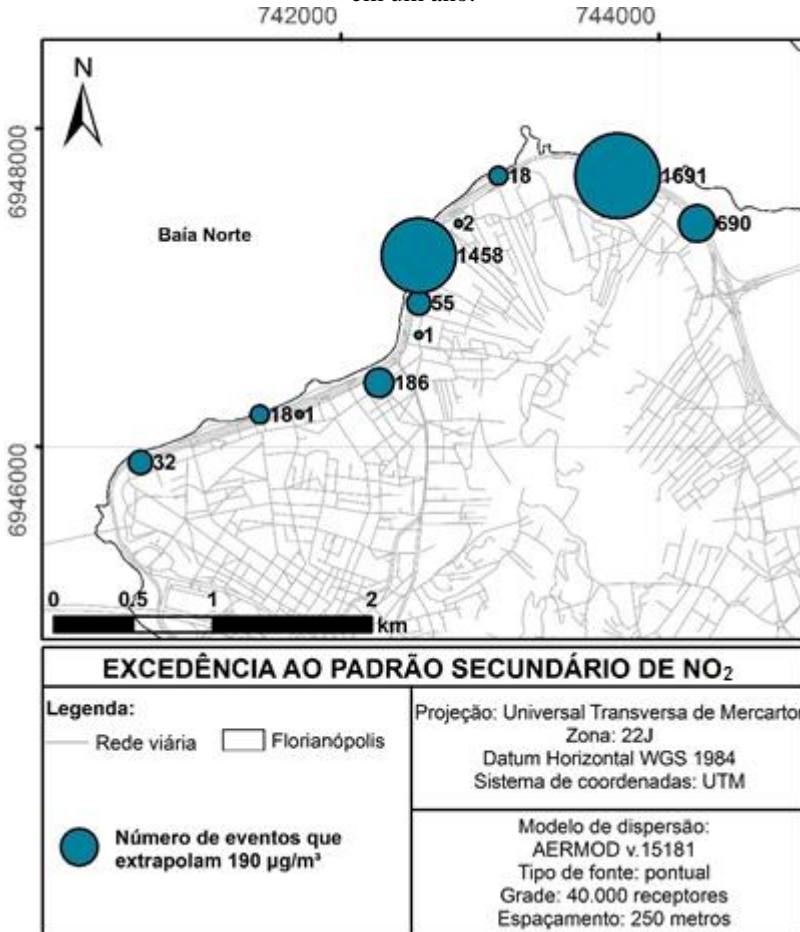 em um ano.
742000 744000
N
6948000
18
1691
2
690
Baía Norte
1458
55
1
186
18 1
32
6946000
0 0,5 1 2
km
EXCEDÊNCIA AO PADRÃO SECUNDÁRIO DE NO₂
Legenda:
Rede viária Florianópolis
Número de eventos que
extrapolam 190 µg/m³
Projeção: Universal Transversa de Mercartor
Zona: 22J
Datum Horizontal WGS 1984
Sistema de coordenadas: UTM
Modelo de dispersão:
AERMOD v.15181
Tipo de fonte: pontual
Grade: 40.000 receptores
Espaçamento: 250 metros